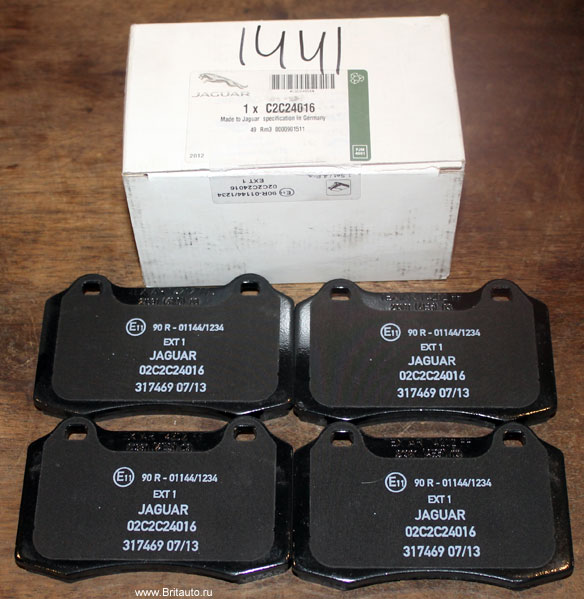 1441
JAGUAR
1 x C2C24016
Made to Jaguar specification in Germany
2012
EXT 1
02C2C24016
E11 90R-01144/1234
E11 90 R - 01144/1234
EXT 1
JAGUAR
02C2C24016
317469 07/13
E11 90 R - 01144/1234
EXT 1
JAGUAR
02C2C24016
317469 07/13
E11 90 R - 01144/1234
EXT 1
JAGUAR
02C2C24016
317469 07/13
E11 90 R - 01144/1234
EXT 1
JAGUAR
02C2C24016
317469 07/13
www.Britauto.ru